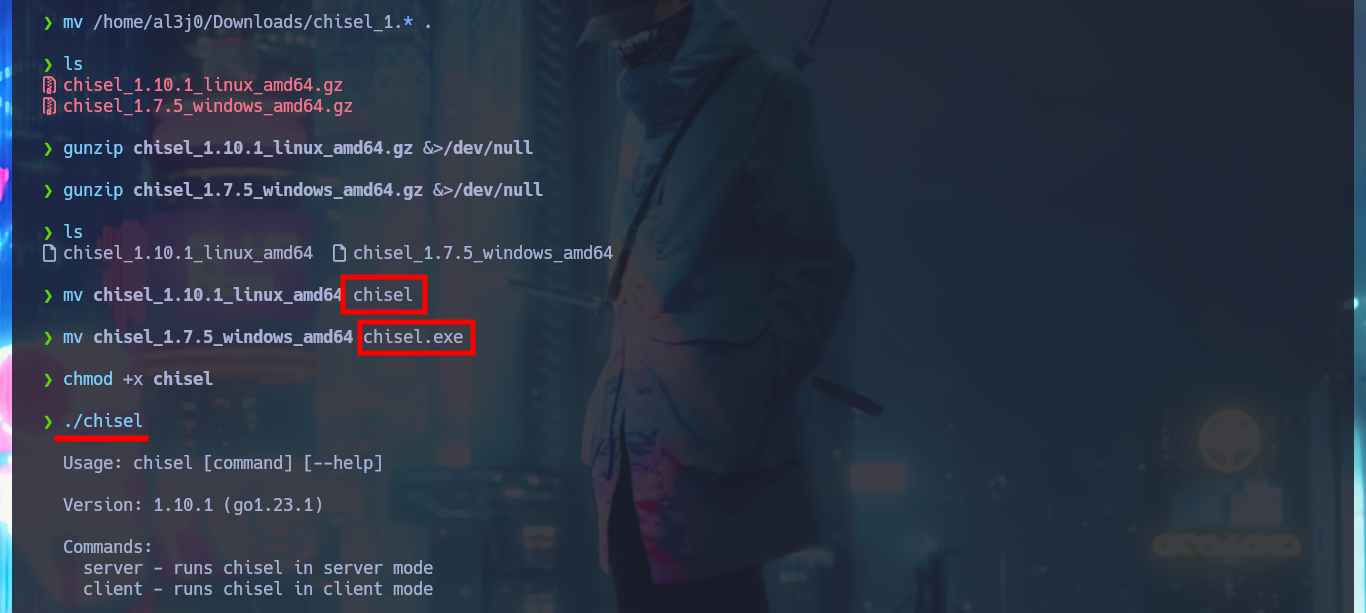 ❯ mv /home/al3j0/Downloads/chisel_1.* .
❯ ls
chisel_1.10.1_linux_amd64.gz
chisel_1.7.5_windows_amd64.gz
❯ gunzip chisel_1.10.1_linux_amd64.gz &>/dev/null
❯ gunzip chisel_1.7.5_windows_amd64.gz &>/dev/null
❯ ls
chisel_1.10.1_linux_amd64 chisel_1.7.5_windows_amd64
❯ mv chisel_1.10.1_linux_amd64 chisel
❯ mv chisel_1.7.5_windows_amd64 chisel.exe
❯ chmod +x chisel
❯ ./chisel
Usage: chisel [command] [--help]
Version: 1.10.1 (go1.23.1)
Commands:
server - runs chisel in server mode
client - runs chisel in client mode